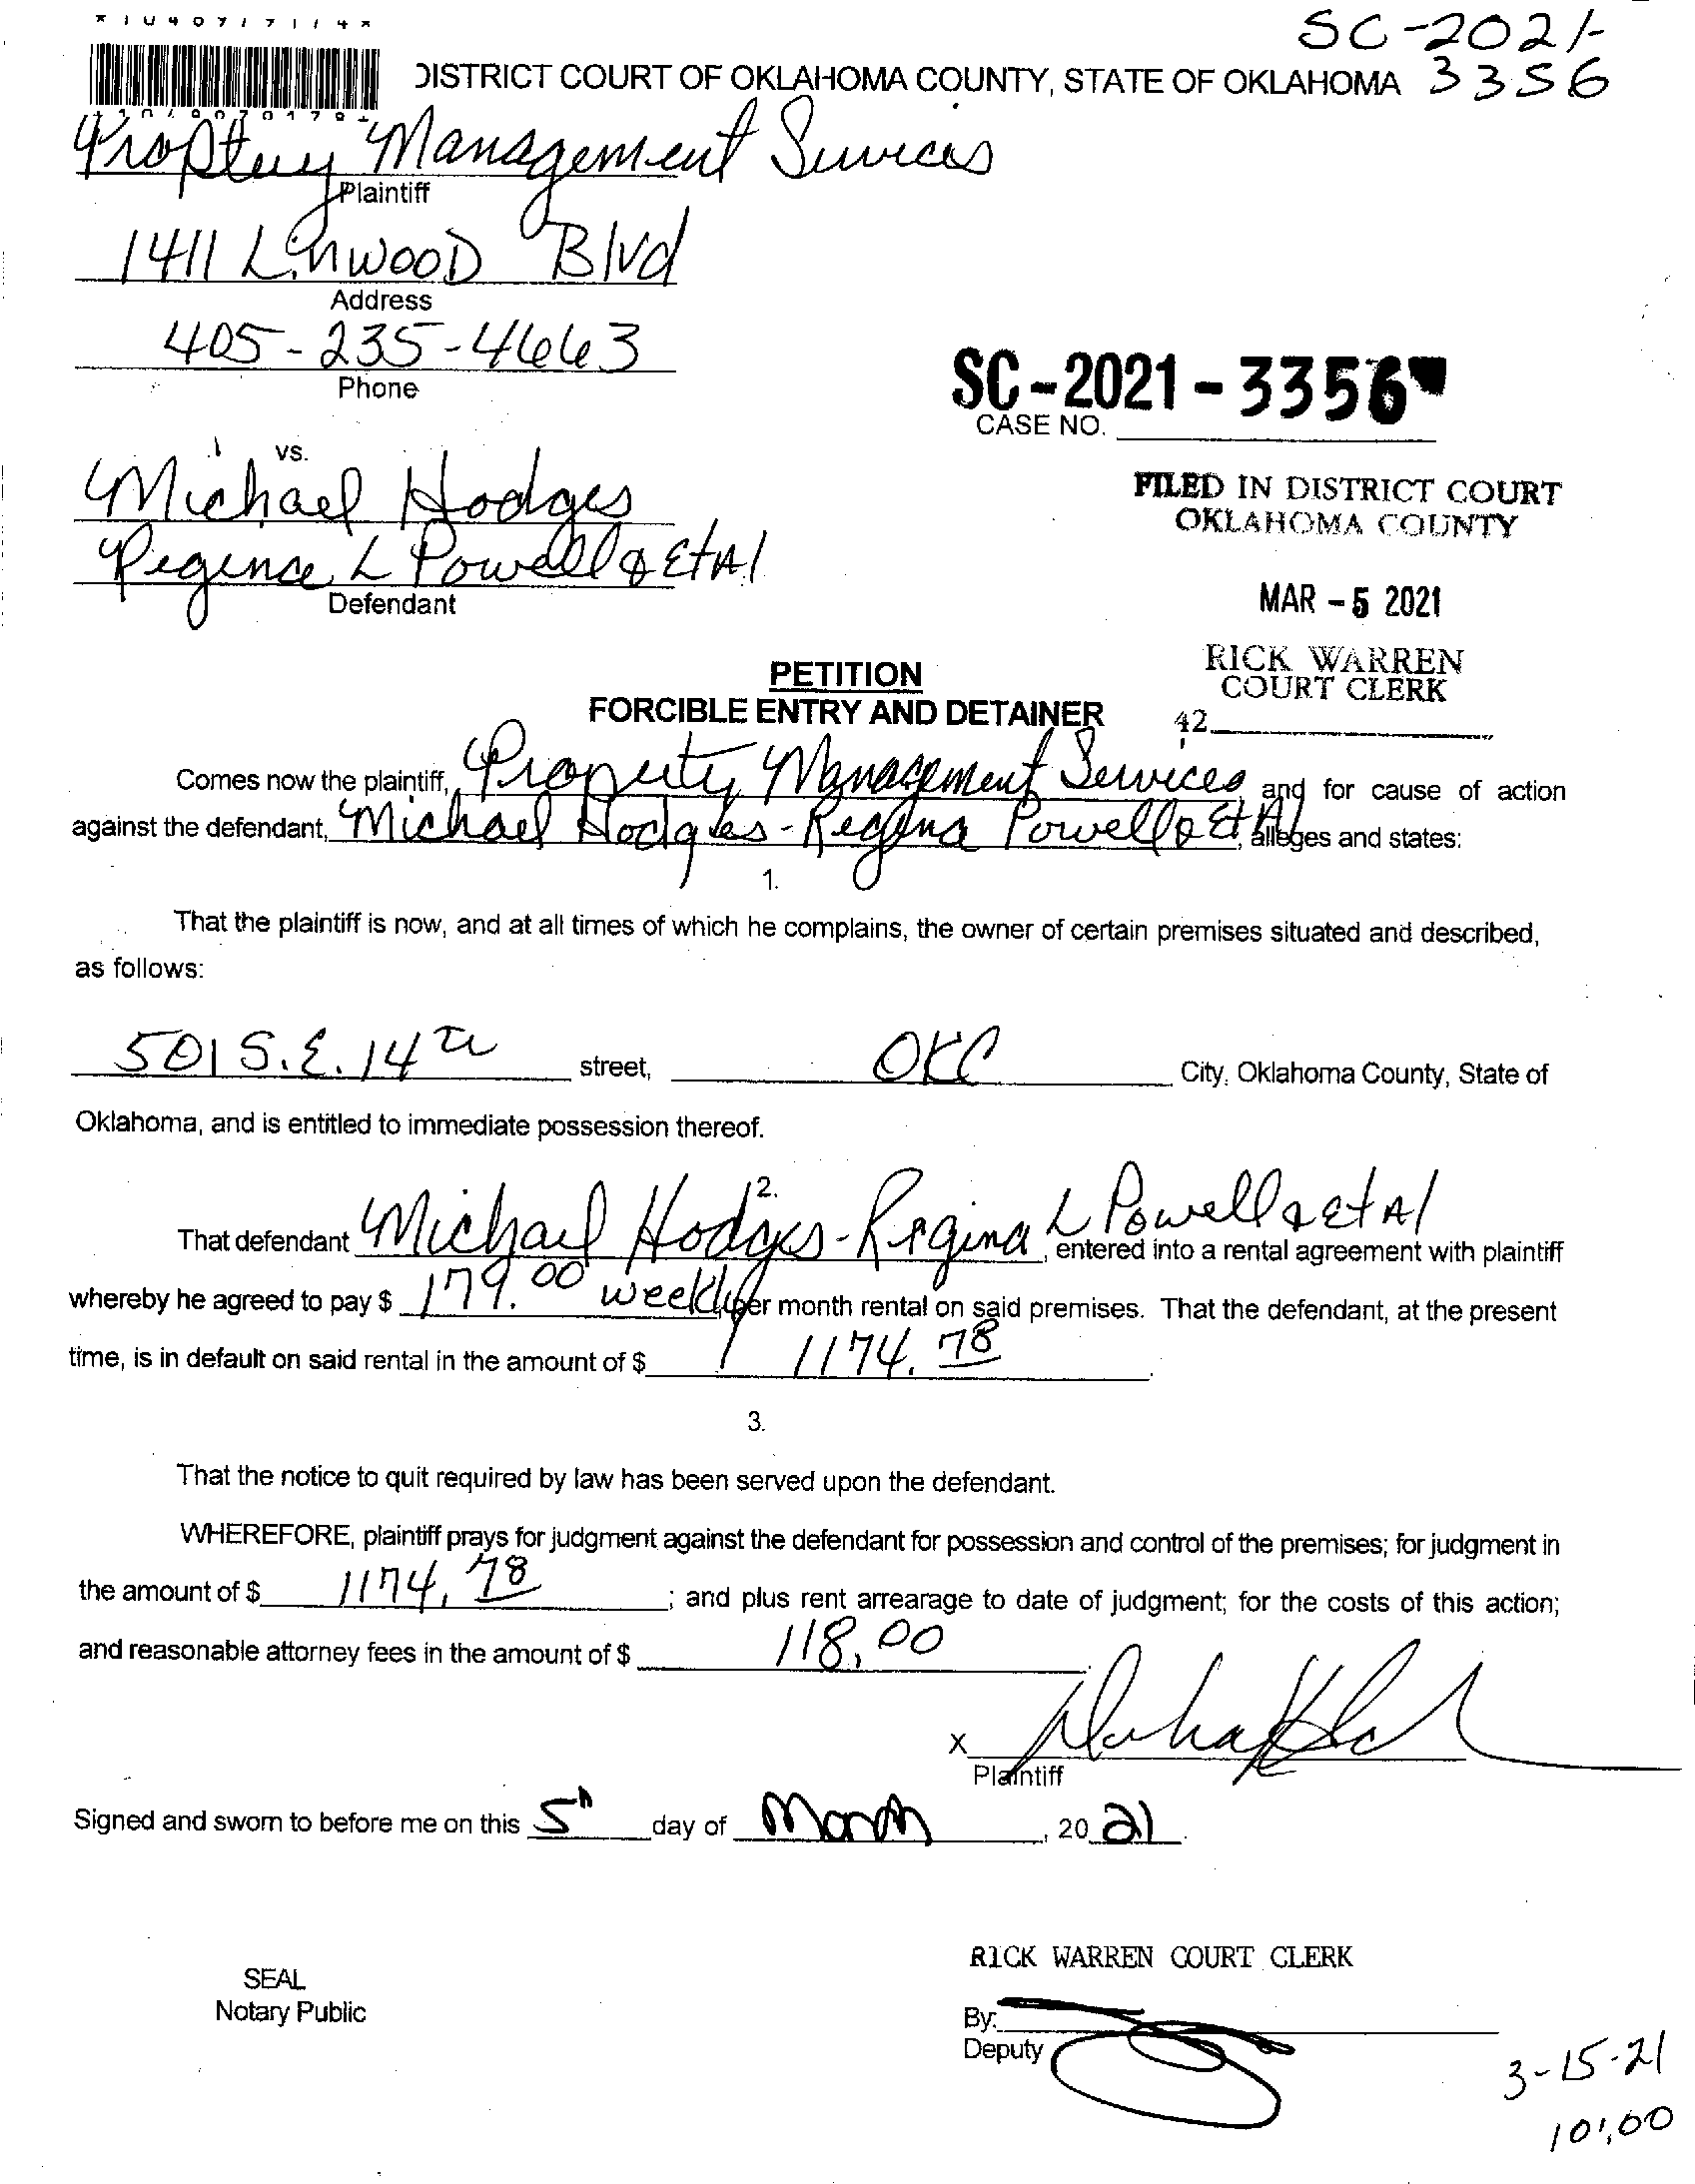 SC-2021-
3356
DISTRICT COURT OF OKLAHOMA COUNTY, STATE OF OKLAHOMA
Proptery Management Services
Plaintiff
1411 Linwood Blvd
Address
405-235-4663
Phone
SC-2021-3356
CASE NO.
vs.
Michael Hodges
L Powell & Et Al
Defendant
FILED IN DISTRICT COURT
OKLAHOMA COUNTY
MAR - 5 2021
RICK WARREN
COURT CLERK
42
PETITION
FORCIBLE ENTRY AND DETAINER
Comes now the plaintiff, Property Management Services and for cause of action
against the defendant, Michael Hodges - Regina Powell & Et Al, alleges and states:
1.
That the plaintiff is now, and at all times of which he complains, the owner of certain premises situated and described,
as follows:
501 S.E. 14th street, OKC City, Oklahoma County, State of
Oklahoma, and is entitled to immediate possession thereof.
2.
That defendant Michael Hodges - Regina L Powell & et Al, entered into a rental agreement with plaintiff
whereby he agreed to pay $ 179.00 weekly per month rental on said premises. That the defendant, at the present
time, is in default on said rental in the amount of $ 1174.78.
3.
That the notice to quit required by law has been served upon the defendant.
WHEREFORE, plaintiff prays for judgment against the defendant for possession and control of the premises; for judgment in
the amount of $ 1174.78; and plus rent arrearage to date of judgment; for the costs of this action;
and reasonable attorney fees in the amount of $ 118.00.
X
Plaintiff
Signed and sworn to before me on this 5th day of March, 2021.
SEAL
Notary Public
RICK WARREN COURT CLERK
By:
Deputy
3-15-21
10:00